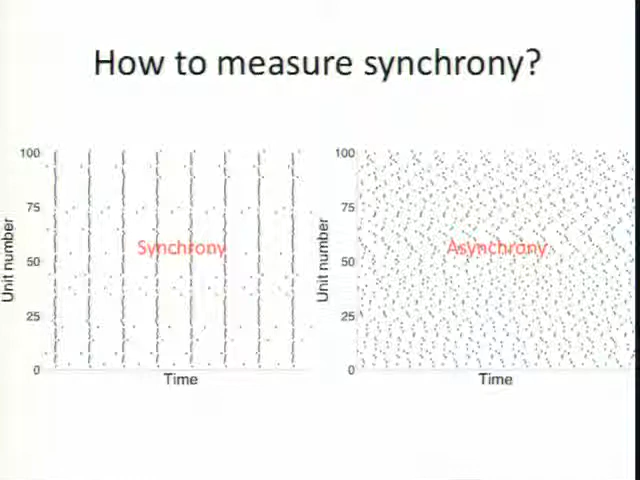 How to measure synchrony?
100
75
50
25
0
Unit number
Synchrony
Time
100
75
50
25
0
Unit number
Asynchrony
Time